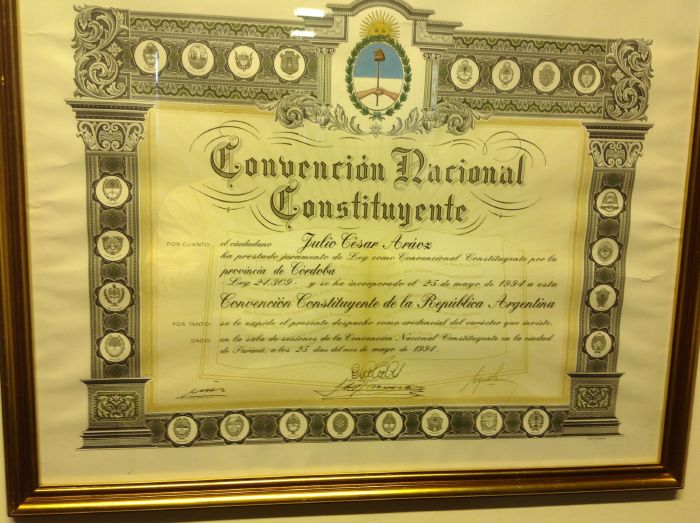 Convención Nacional
Constituyente
POR CUANTO: el ciudadano Julio César Aráoz
ha prestado juramento de Ley como Convencional Constituyente por la
provincia de Córdoba
-Ley 24.309- y se ha incorporado el 25 de mayo de 1994 a esta
Convención Constituyente de la República Argentina
POR TANTO: se le expide el presente despacho como credencial del carácter que inviste.
DADO: en la sala de sesiones de la Convención Nacional Constituyente en la ciudad
de Paraná, a los 25 días del mes de mayo de 1994.